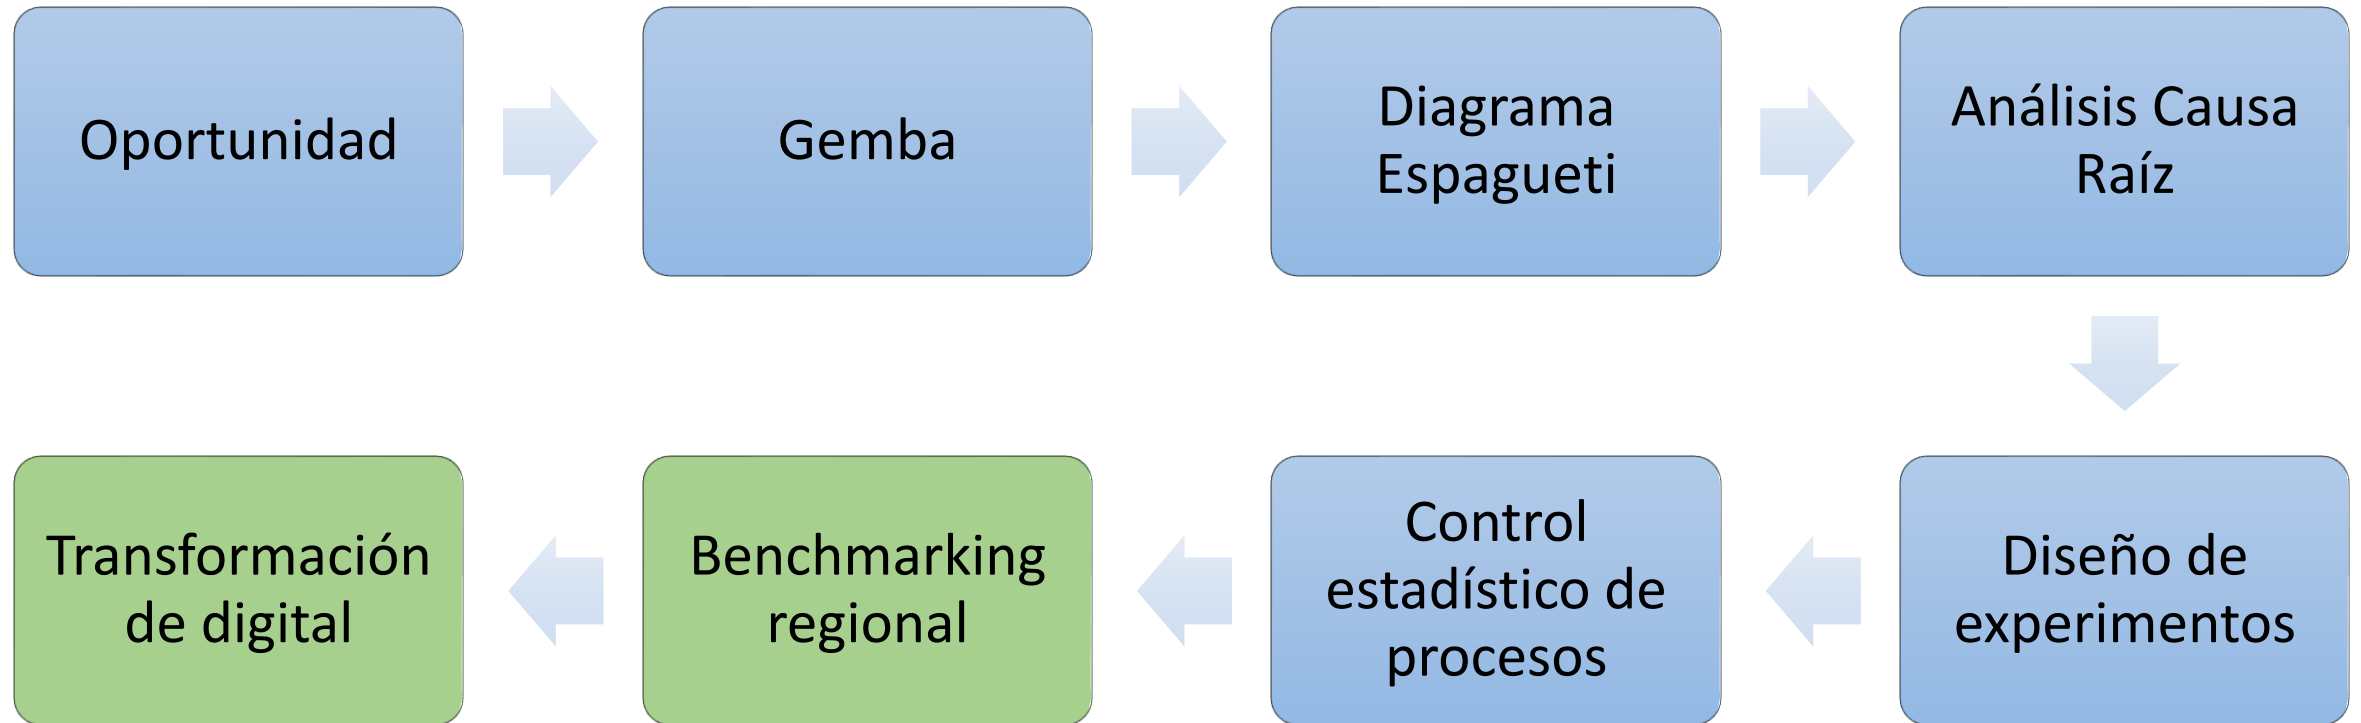 Oportunidad
Gemba
Diagrama
Espagueti
Análisis Causa
Raíz
Diseño de
experimentos
Control
estadístico de
procesos
Benchmarking
regional
Transformación
de digital